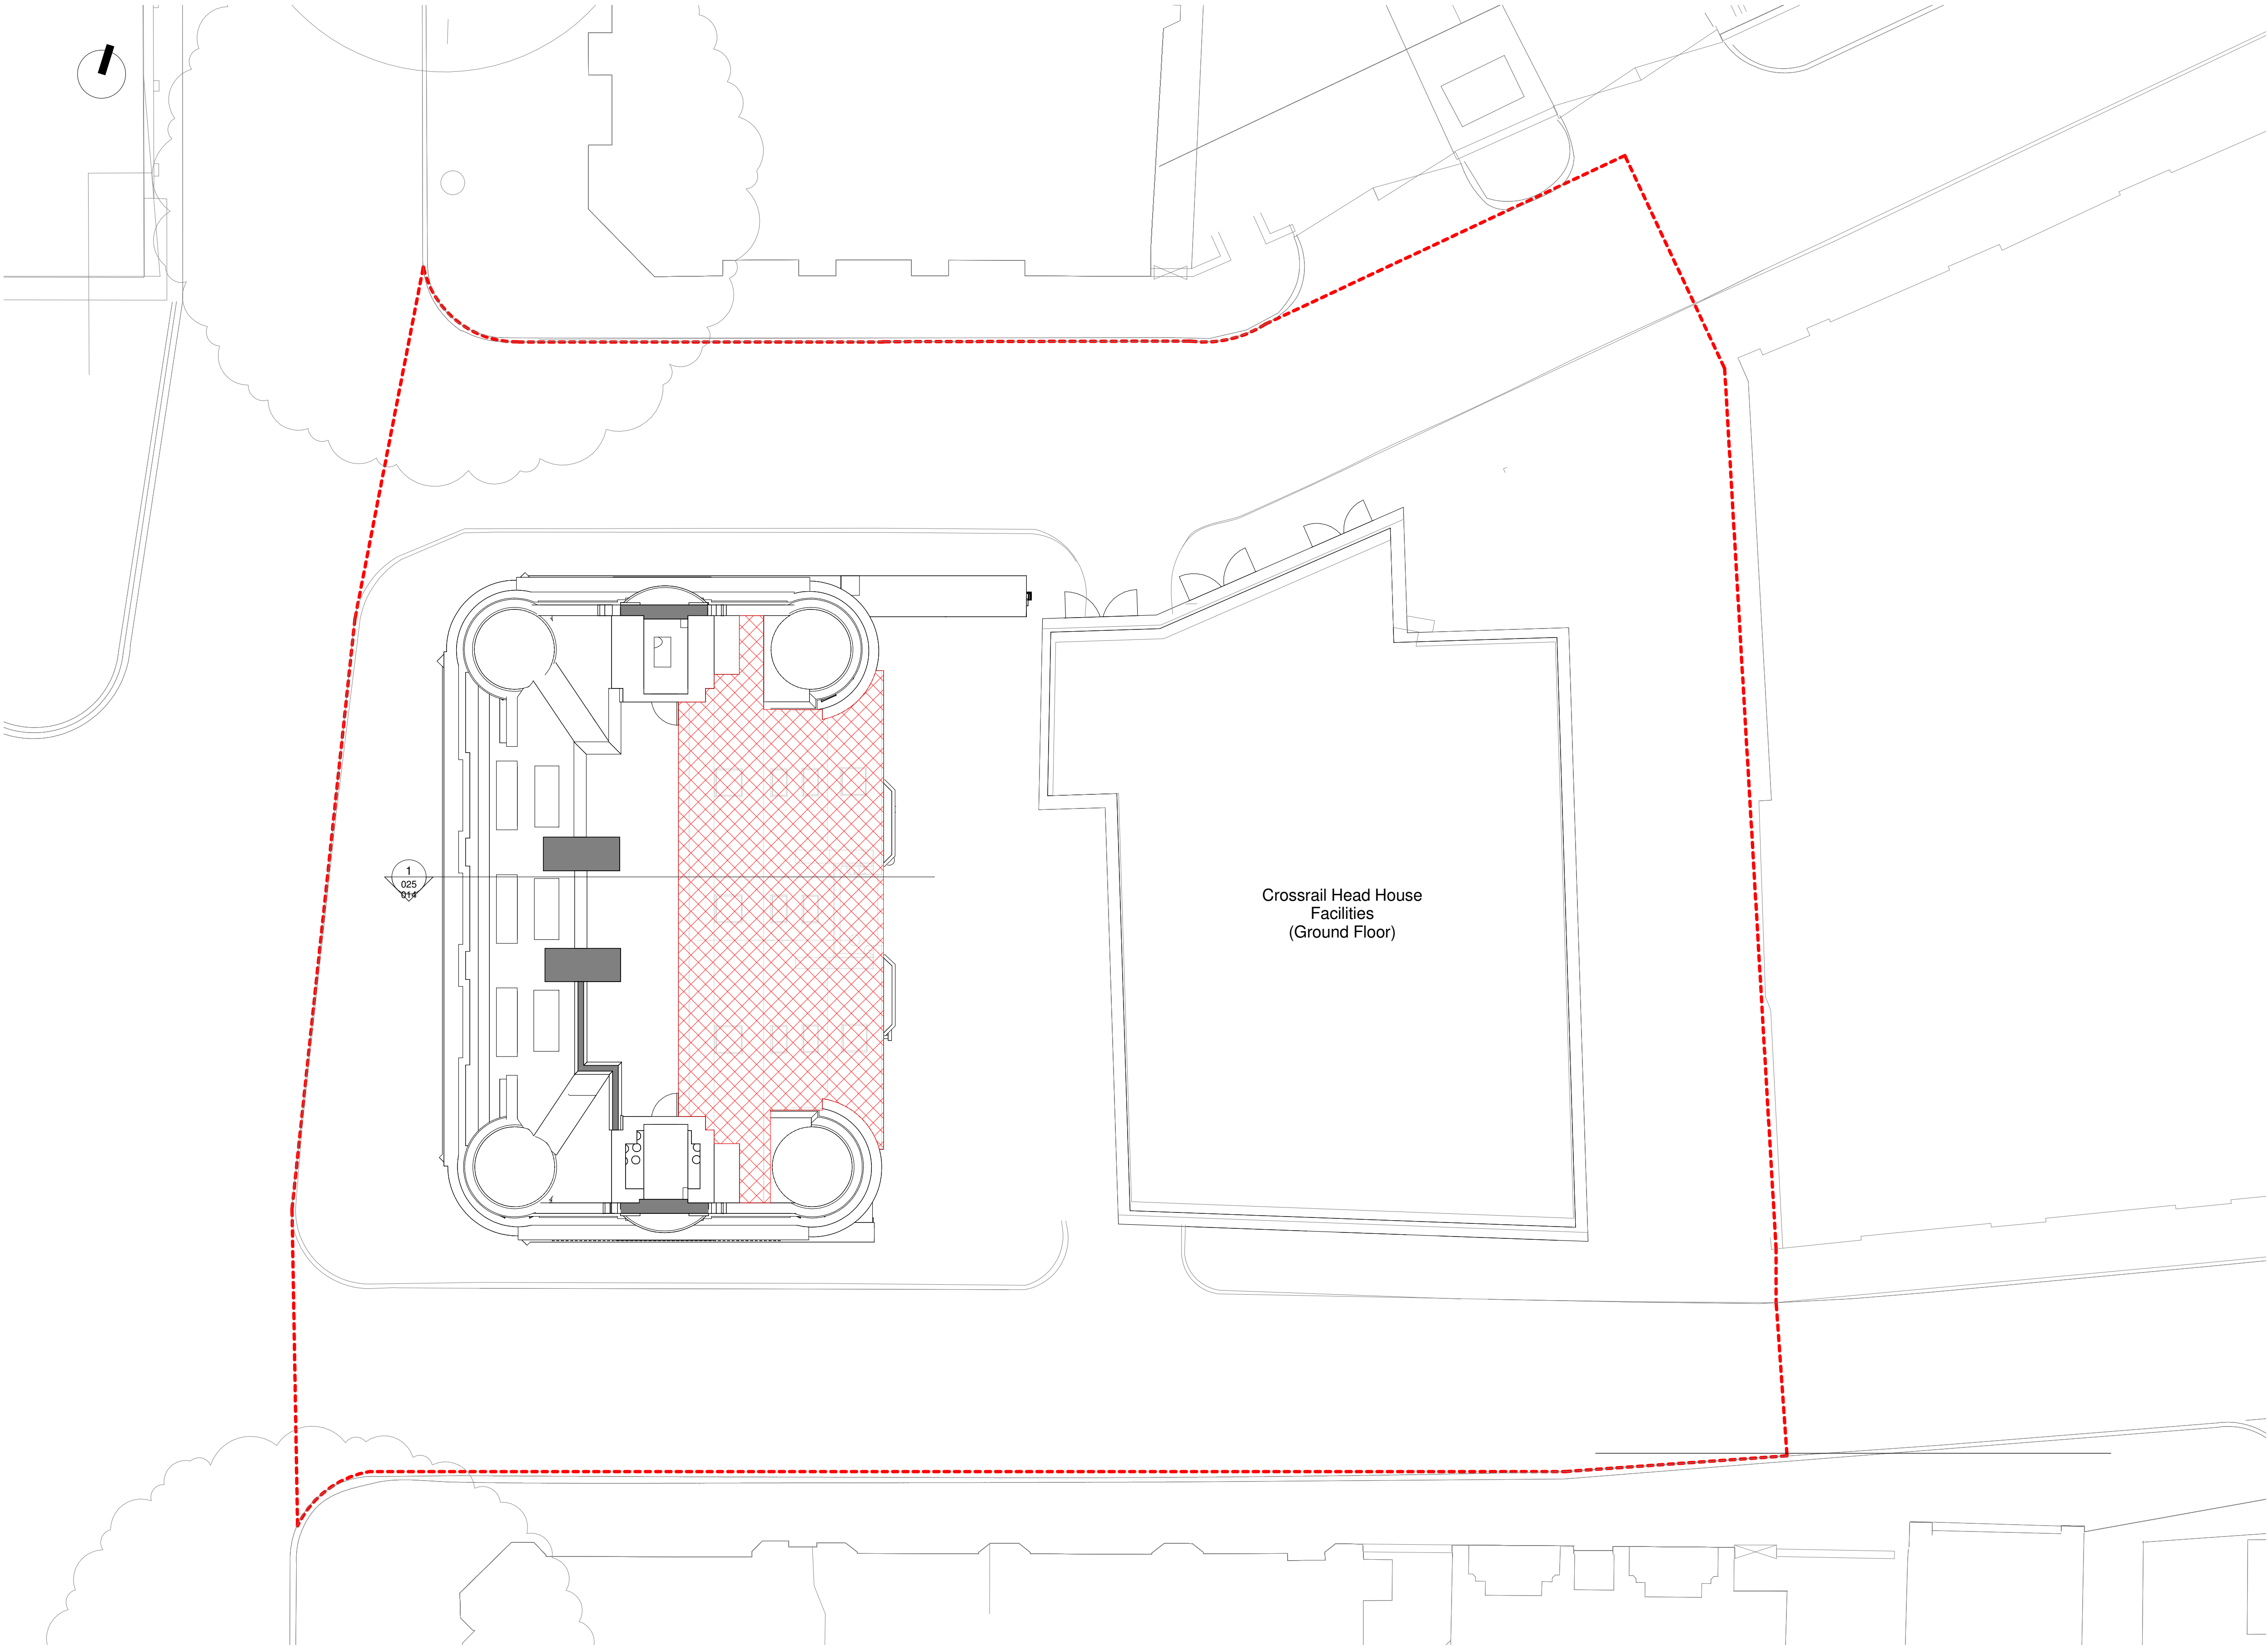 1
025
014
Crossrail Head House
Facilities
(Ground Floor)